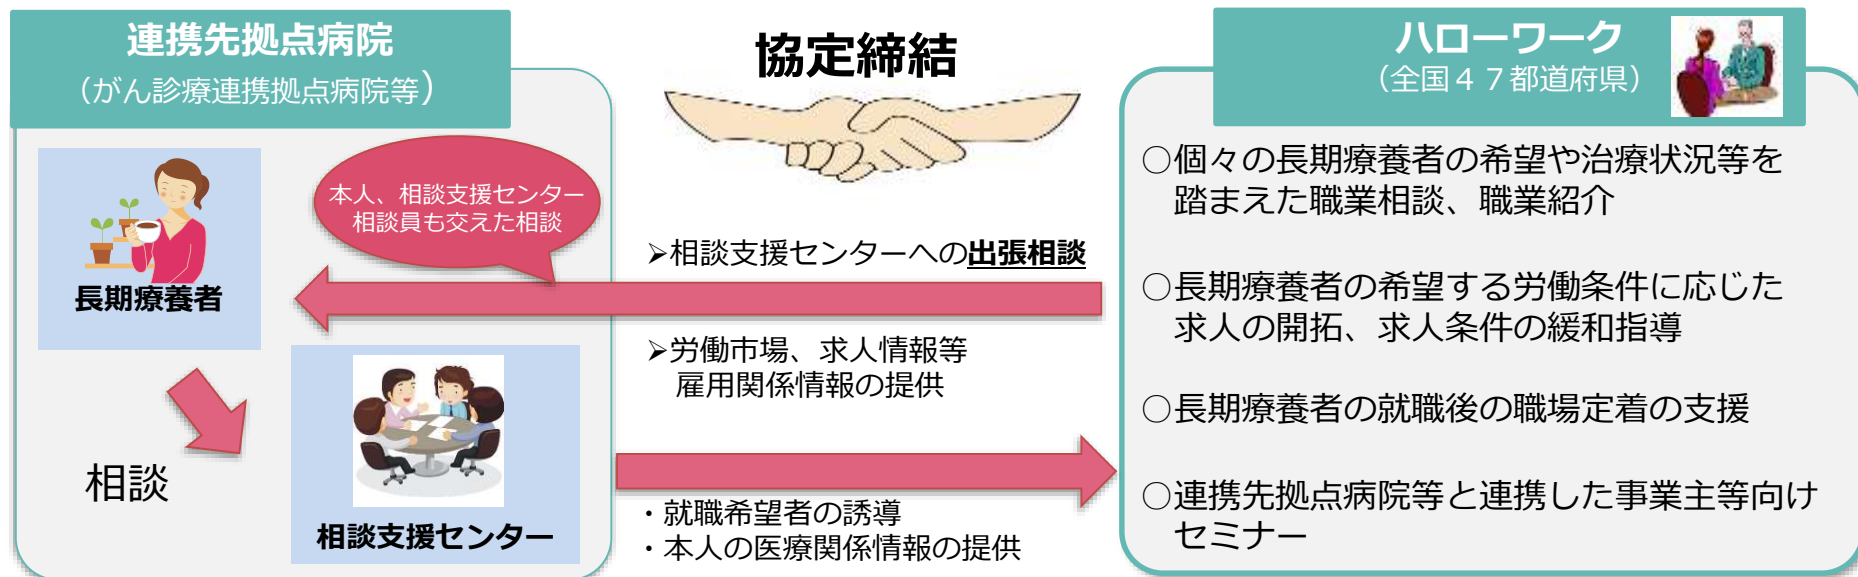 連携先拠点病院
（がん診療連携拠点病院等）
本人、相談支援センター
相談員も交えた相談
長期療養者
相談
相談支援センター
協定締結
➢相談支援センターへの出張相談
➢労働市場、求人情報等
雇用関係情報の提供
・就職希望者の誘導
・本人の医療関係情報の提供
ハローワーク
（全国４７都道府県）
○個々の長期療養者の希望や治療状況等を
踏まえた職業相談、職業紹介
○長期療養者の希望する労働条件に応じた
求人の開拓、求人条件の緩和指導
○長期療養者の就職後の職場定着の支援
○連携先拠点病院等と連携した事業主等向け
セミナー